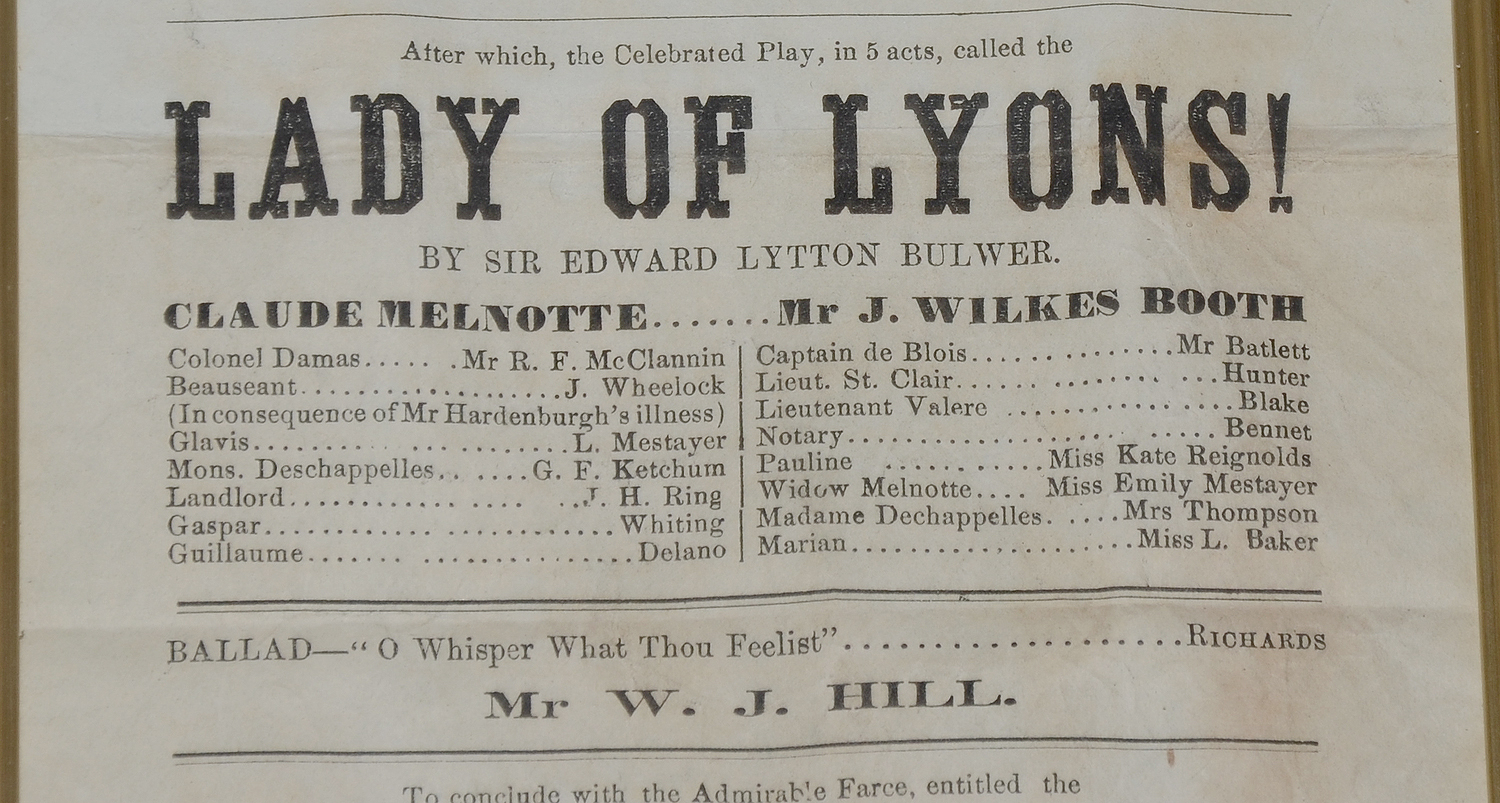 After which, the Celebrated Play, in 5 acts, called the
LADY OF LYONS!
BY SIR EDWARD LYTTON BULWER.
CLAUDE MELNOTTE.......Mr J. WILKES BOOTH
Colonel Damas..... .Mr R. F. McClannin
Beauseant...................J. Wheelock
(In consequence of Mr Hardenburgh's illness)
Glavis.......... .. ..........L. Mestayer
Mons. Deschappelles.. ......G. F. Ketchum
Landlord.............. .... ..J. H. Ring
Gaspar......... .................Whiting
Guillaume....... ................Delano
Captain de Blois... ..............Mr Batlett
Lieut. St. Clair...... .......... ...Hunter
Lieutenant Valere ............ .....Blake
Notary..................... ...... Bennet
Pauline ...........Miss Kate Reignolds
Widow Melnotte.... Miss Emily Mestayer
Madame Dechappelles. ....Mrs Thompson
Marian......................Miss L. Baker
BALLAD—“ O Whisper What Thou Feelist”...................RICHARDS
Mr W. J. HILL.
To conclude with the Admirable Farce, entitled the